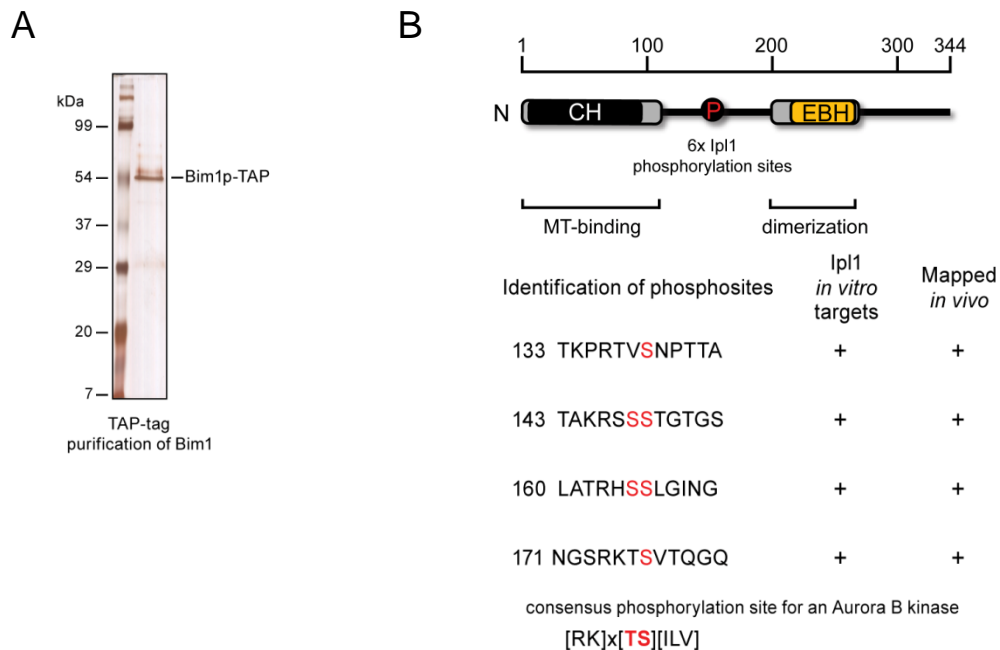 A
kDa
99
54
37
29
20
7
Bim1p-TAP
TAP-tag
purification of Bim1
B
1 100 200 300 344
N CH P EBH
6x Ipl1
phosphorylation sites
MT-binding dimerization
Identification of phosphosites
Ipl1
in vitro
targets
Mapped
in vivo
133 TKPRTVSNPTTA + +
143 TAKRSSSTGTGS + +
160 LATRHSSLGING + +
171 NGSRKTSVTQGQ + +
consensus phosphorylation site for an Aurora B kinase
[RK]x[TS][ILV]